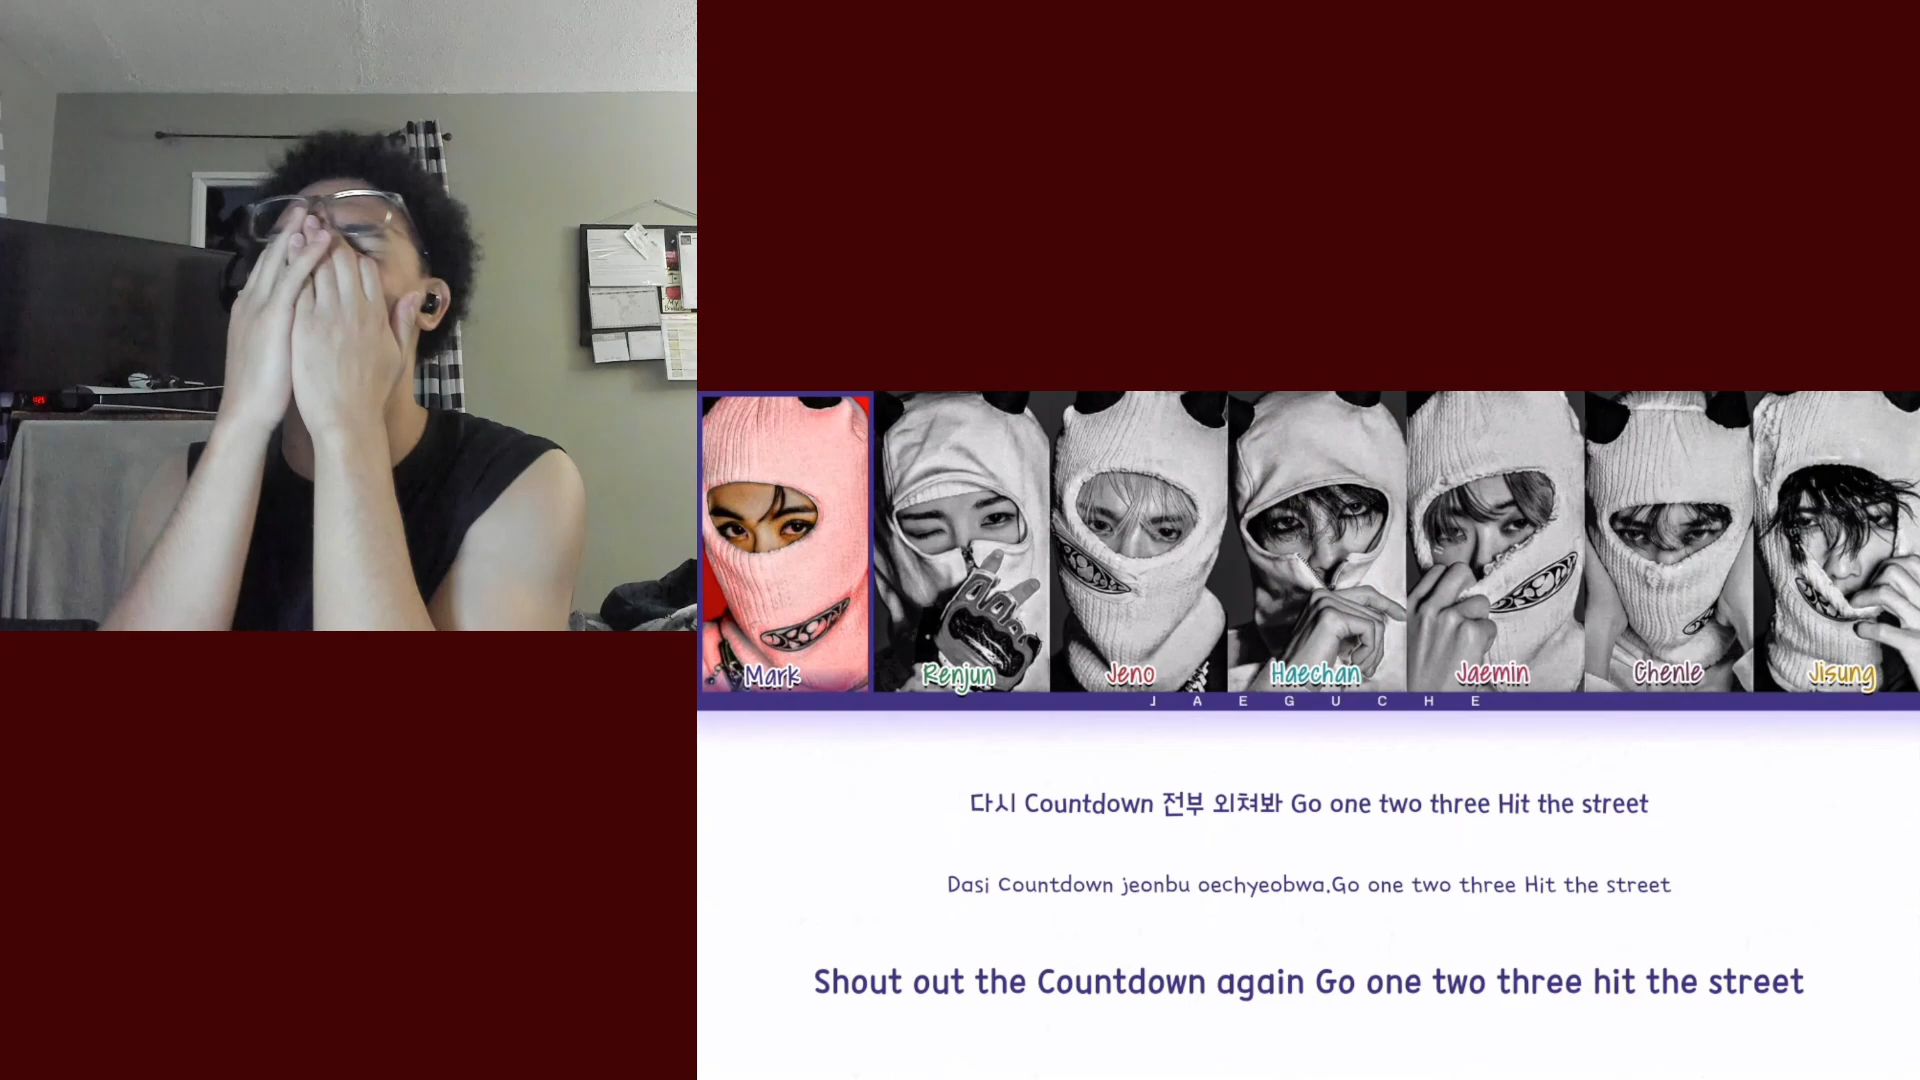 Mark
Renjun
Jeno
Haechan
Jaemin
Chenle
Jisung
JAEGUCHE
다시 Countdown 전부 외쳐봐 Go one two three Hit the street
Dasi Countdown jeonbu oechyeobwa.Go one two three Hit the street
Shout out the Countdown again Go one two three hit the street